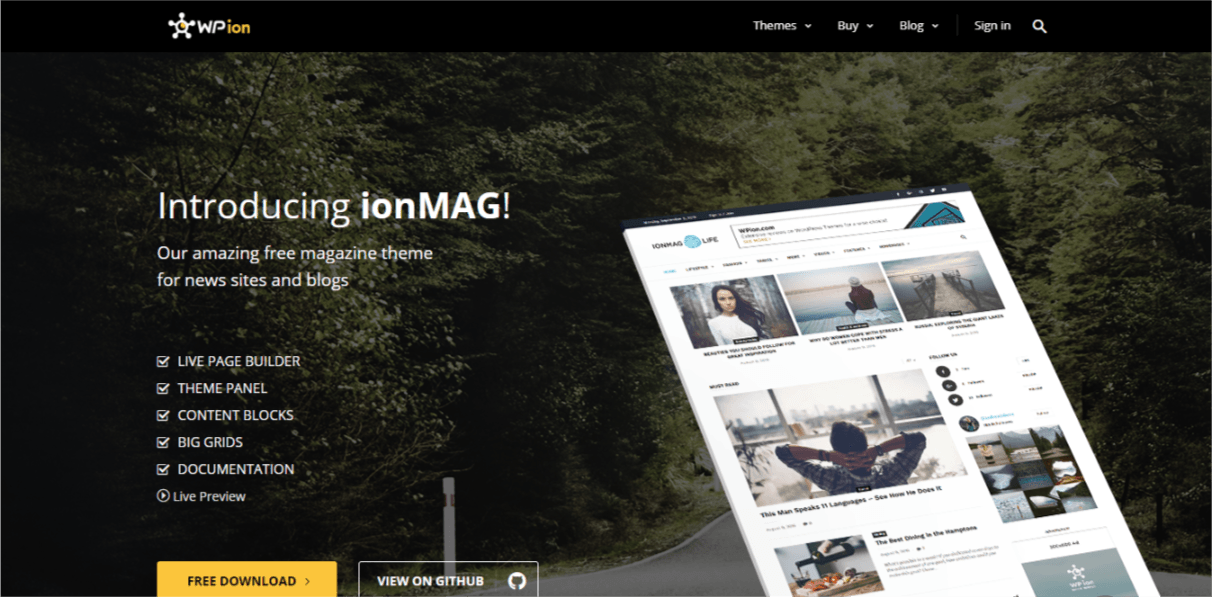 WPion
Themes
Buy
Blog
Sign in
Introducing ionMAG!
Our amazing free magazine theme
for news sites and blogs
LIVE PAGE BUILDER
THEME PANEL
CONTENT BLOCKS
BIG GRIDS
DOCUMENTATION
Live Preview
FREE DOWNLOAD
VIEW ON GITHUB
IONMAG LIFE
WPion.com
HOME
LIFESTYLE
BEAUTIES YOU SHOULD FOLLOW FOR
GREAT INSPIRATION
WHY DO WOMEN COPE WITH STRESS A
LOT BETTER THAN MEN
RUSSIA: EXPLORING THE GIANT LAKES
FOLLOW US
MUST READ
This Man Speaks 11 Languages – See How He Does It
The Best Dining in the Hamptons
WP ion